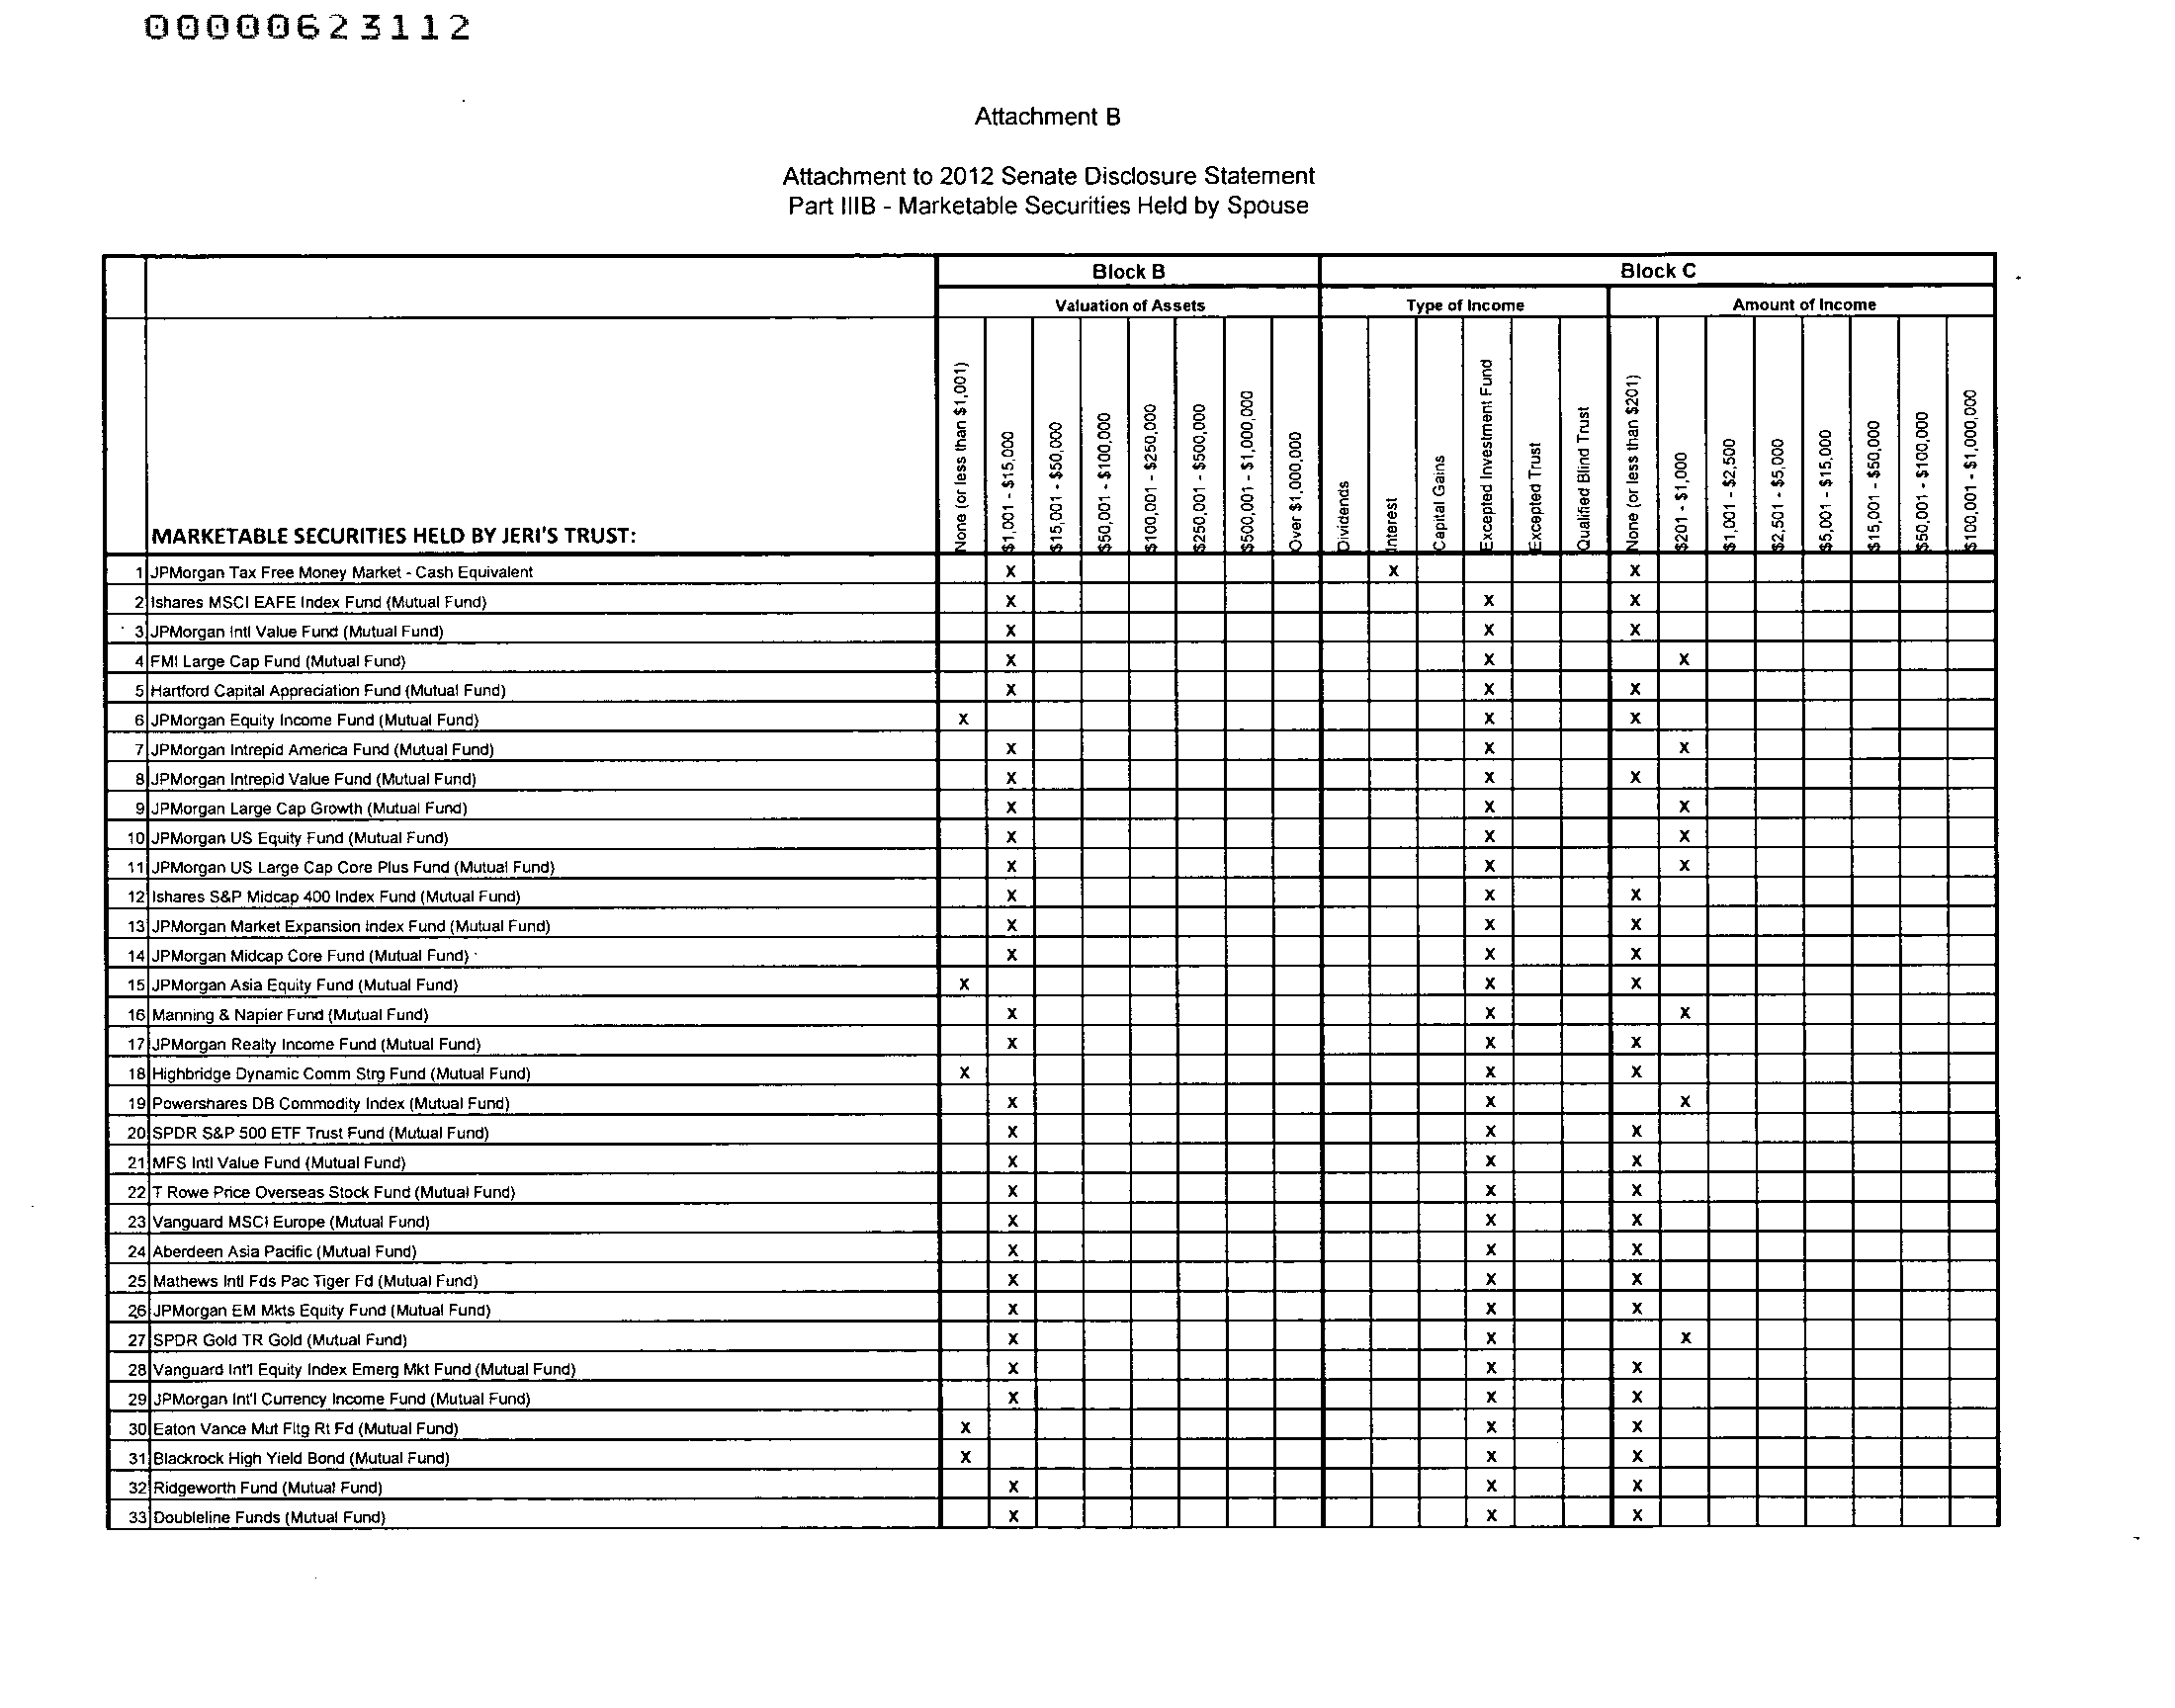 00000623112
Attachment B
Attachment to 2012 Senate Disclosure Statement
Part IIIB - Marketable Securities Held by Spouse
Block B Block C
Valuation of Assets Type of Income Amount of Income
MARKETABLE SECURITIES HELD BY JERI'S TRUST: None (or less than $1,001) $1,001 - $15,000 $15,001 - $50,000 $50,001 - $100,000 $100,001 - $250,000 $250,001 - $500,000 $500,001 - $1,000,000 Over $1,000,000 Dividends Interest Capital Gains Excepted Investment Fund Excepted Trust Qualified Blind Trust None (or less than $201) $201 - $1,000 $1,001 - $2,500 $2,501 - $5,000 $5,001 - $15,000 $15,001 - $50,000 $50,001 - $100,000 $100,001 - $1,000,000
1 JPMorgan Tax Free Money Market - Cash Equivalent X X X
2 Ishares MSCI EAFE Index Fund (Mutual Fund) X X X
3 JPMorgan Intl Value Fund (Mutual Fund) X X X
4 FMI Large Cap Fund (Mutual Fund) X X X
5 Hartford Capital Appreciation Fund (Mutual Fund) X X X
6 JPMorgan Equity Income Fund (Mutual Fund) X X X
7 JPMorgan Intrepid America Fund (Mutual Fund) X X X
8 JPMorgan Intrepid Value Fund (Mutual Fund) X X X
9 JPMorgan Large Cap Growth (Mutual Fund) X X X
10 JPMorgan US Equity Fund (Mutual Fund) X X X
11 JPMorgan US Large Cap Core Plus Fund (Mutual Fund) X X X
12 Ishares S&P Midcap 400 Index Fund (Mutual Fund) X X X
13 JPMorgan Market Expansion Index Fund (Mutual Fund) X X X
14 JPMorgan Midcap Core Fund (Mutual Fund) X X X
15 JPMorgan Asia Equity Fund (Mutual Fund) X X X
16 Manning & Napier Fund (Mutual Fund) X X X
17 JPMorgan Realty Income Fund (Mutual Fund) X X X
18 Highbridge Dynamic Comm Strg Fund (Mutual Fund) X X X
19 Powershares DB Commodity Index (Mutual Fund) X X X
20 SPDR S&P 500 ETF Trust Fund (Mutual Fund) X X X
21 MFS Intl Value Fund (Mutual Fund) X X X
22 T Rowe Price Overseas Stock Fund (Mutual Fund) X X X
23 Vanguard MSCI Europe (Mutual Fund) X X X
24 Aberdeen Asia Pacific (Mutual Fund) X X X
25 Mathews Intl Fds Pac Tiger Fd (Mutual Fund) X X X
26 JPMorgan EM Mkts Equity Fund (Mutual Fund) X X X
27 SPDR Gold TR Gold (Mutual Fund) X X X
28 Vanguard Int'l Equity Index Emerg Mkt Fund (Mutual Fund) X X X
29 JPMorgan Int'l Currency Income Fund (Mutual Fund) X X X
30 Eaton Vance Mut Fltg Rt Fd (Mutual Fund) X X X
31 Blackrock High Yield Bond (Mutual Fund) X X X
32 Ridgeworth Fund (Mutual Fund) X X X
33 Doubleline Funds (Mutual Fund) X X X